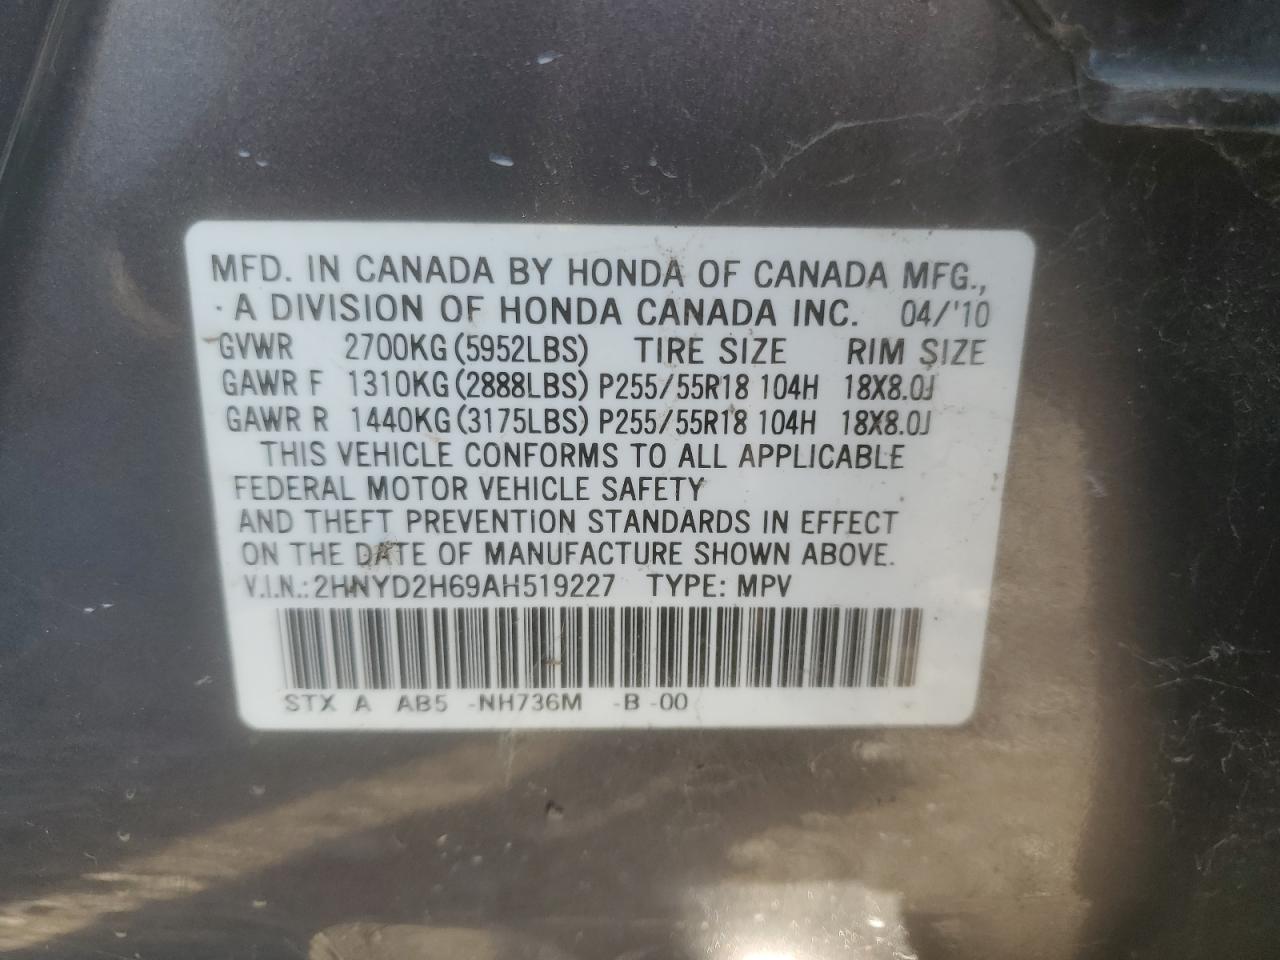 MFD. IN CANADA BY HONDA OF CANADA MFG.,
A DIVISION OF HONDA CANADA INC. 04/'10
GVWR 2700KG (5952LBS) TIRE SIZE RIM SIZE
GAWR F 1310KG (2888LBS) P255/55R18 104H 18X8.0J
GAWR R 1440KG (3175LBS) P255/55R18 104H 18X8.0J
THIS VEHICLE CONFORMS TO ALL APPLICABLE
FEDERAL MOTOR VEHICLE SAFETY
AND THEFT PREVENTION STANDARDS IN EFFECT
ON THE DATE OF MANUFACTURE SHOWN ABOVE.
V.I.N.: 2HNYD2H69AH519227 TYPE: MPV
STX A AB5 -NH736M -B -00